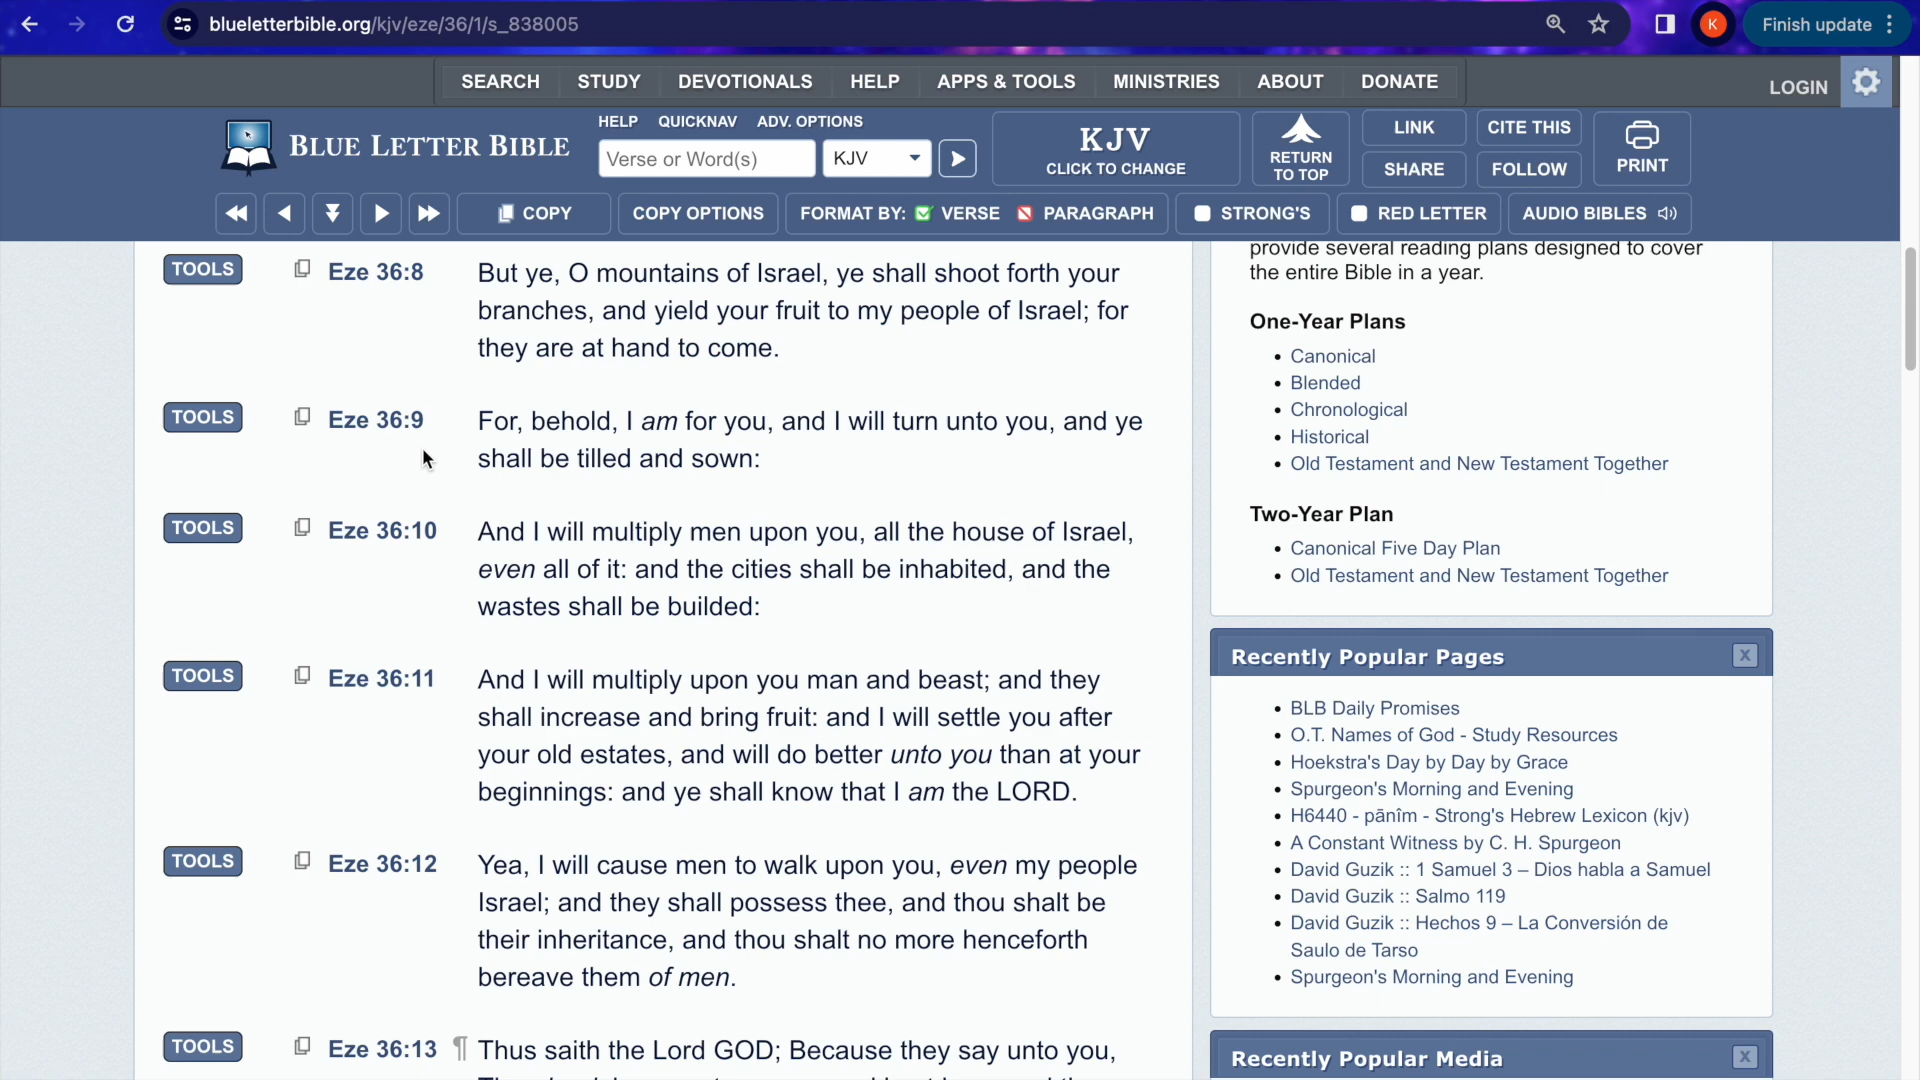 blueletterbible.org/kjv/eze/36/1/s_838005
K
Finish update
SEARCH STUDY DEVOTIONALS HELP APPS & TOOLS MINISTRIES ABOUT DONATE
LOGIN
BLUE LETTER BIBLE
HELP QUICKNAV ADV. OPTIONS
Verse or Word(s)
KJV
KJV
CLICK TO CHANGE
RETURN
TO TOP
LINK
CITE THIS
SHARE
FOLLOW
PRINT
COPY
COPY OPTIONS
FORMAT BY: VERSE PARAGRAPH
STRONG'S
RED LETTER
AUDIO BIBLES
TOOLS
Eze 36:8
But ye, O mountains of Israel, ye shall shoot forth your
branches, and yield your fruit to my people of Israel; for
they are at hand to come.
TOOLS
Eze 36:9
For, behold, I am for you, and I will turn unto you, and ye
shall be tilled and sown:
TOOLS
Eze 36:10
And I will multiply men upon you, all the house of Israel,
even all of it: and the cities shall be inhabited, and the
wastes shall be builded:
TOOLS
Eze 36:11
And I will multiply upon you man and beast; and they
shall increase and bring fruit: and I will settle you after
your old estates, and will do better unto you than at your
beginnings: and ye shall know that I am the LORD.
TOOLS
Eze 36:12
Yea, I will cause men to walk upon you, even my people
Israel; and they shall possess thee, and thou shalt be
their inheritance, and thou shalt no more henceforth
bereave them of men.
TOOLS
Eze 36:13
¶ Thus saith the Lord GOD; Because they say unto you,
provide several reading plans designed to cover
the entire Bible in a year.
One-Year Plans
• Canonical
• Blended
• Chronological
• Historical
• Old Testament and New Testament Together
Two-Year Plan
• Canonical Five Day Plan
• Old Testament and New Testament Together
Recently Popular Pages
X
• BLB Daily Promises
• O.T. Names of God - Study Resources
• Hoekstra's Day by Day by Grace
• Spurgeon's Morning and Evening
• H6440 - pānîm - Strong's Hebrew Lexicon (kjv)
• A Constant Witness by C. H. Spurgeon
• David Guzik :: 1 Samuel 3 – Dios habla a Samuel
• David Guzik :: Salmo 119
• David Guzik :: Hechos 9 – La Conversión de
Saulo de Tarso
• Spurgeon's Morning and Evening
Recently Popular Media
X